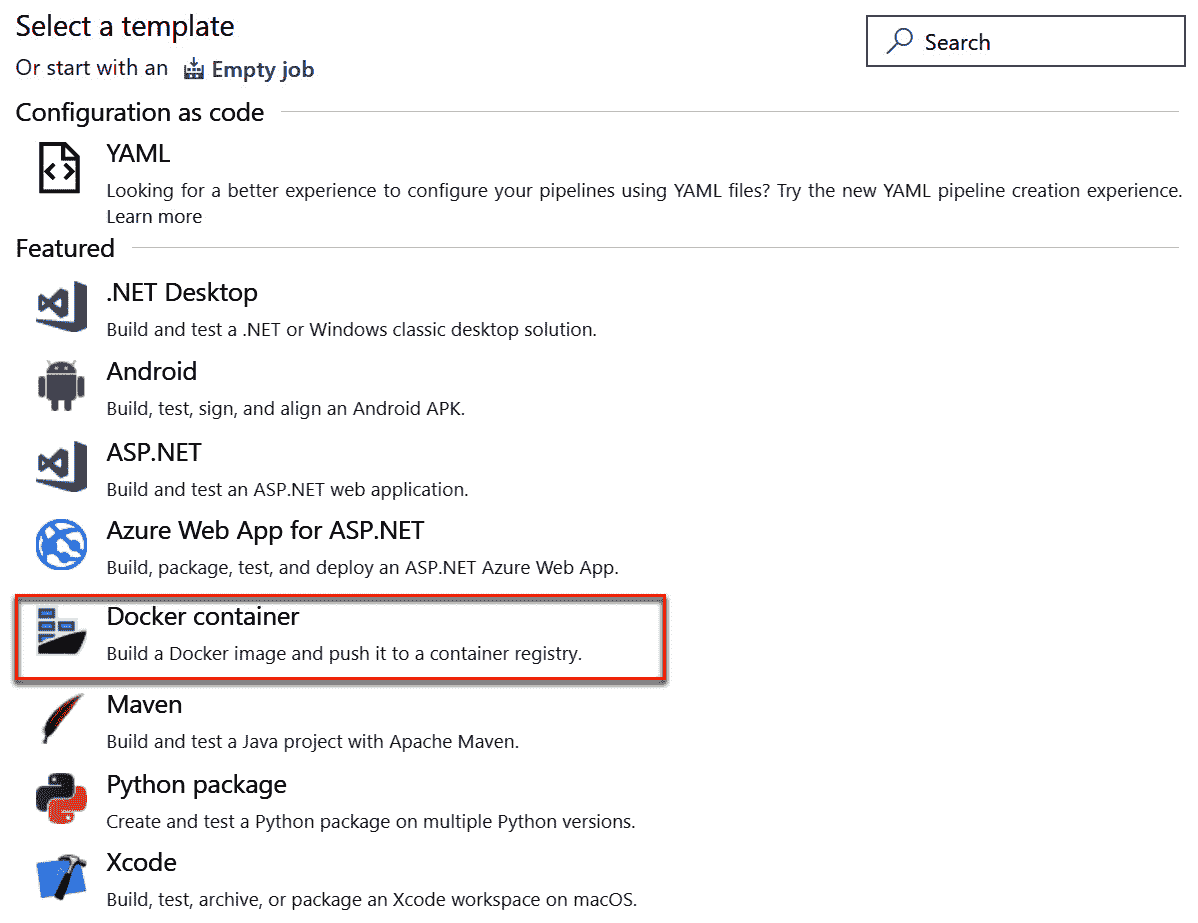 Select a template
Search
Or start with an Empty job
Configuration as code
YAML
Looking for a better experience to configure your pipelines using YAML files? Try the new YAML pipeline creation experience.
Learn more
Featured
.NET Desktop
Build and test a .NET or Windows classic desktop solution.
Android
Build, test, sign, and align an Android APK.
ASP.NET
Build and test an ASP.NET web application.
Azure Web App for ASP.NET
Build, package, test, and deploy an ASP.NET Azure Web App.
Docker container
Build a Docker image and push it to a container registry.
Maven
Build and test a Java project with Apache Maven.
Python package
Create and test a Python package on multiple Python versions.
Xcode
Build, test, archive, or package an Xcode workspace on macOS.